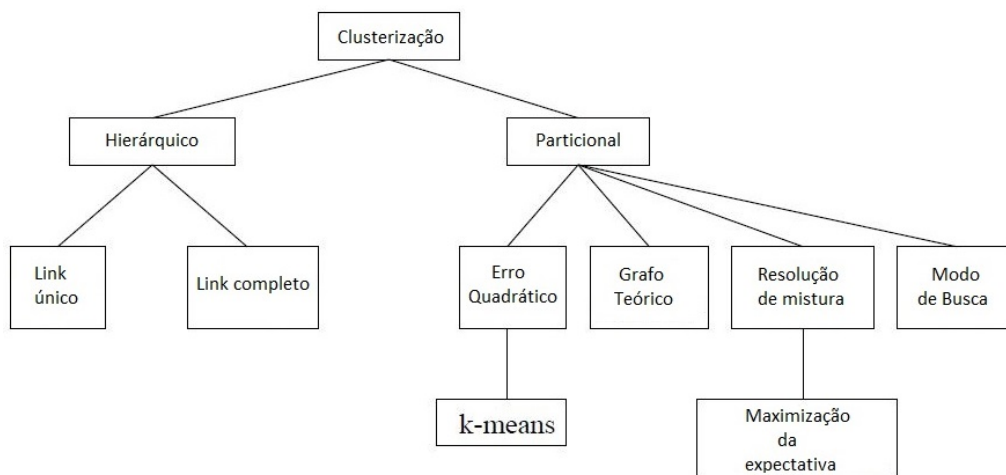 Clusterização
Hierárquico
Particional
Link
único
Link completo
Erro
Quadrático
Grafo
Teórico
Resolução
de mistura
Modo
de Busca
k-means
Maximização
da
expectativa